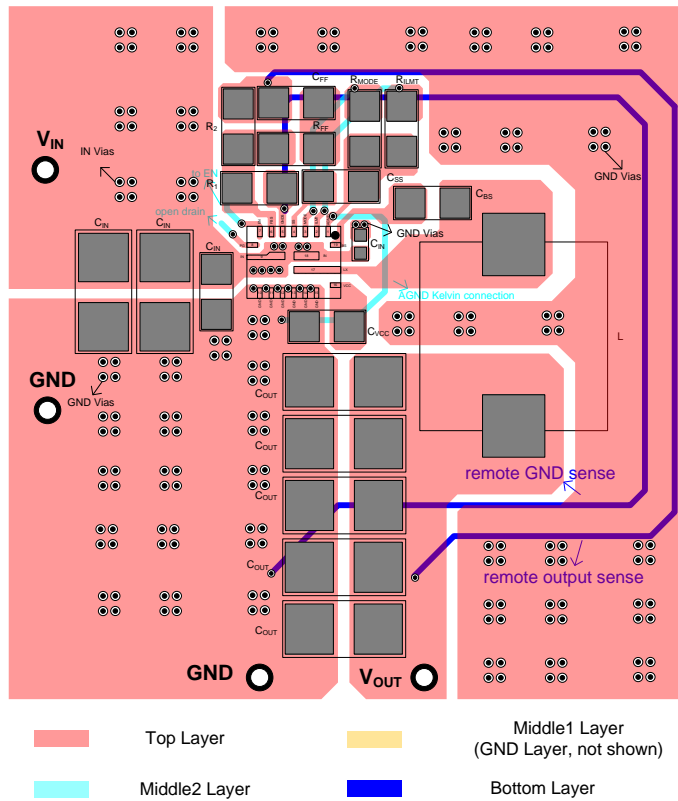 C_FF
R_MODE
R_ILMT
R_2
R_FF
V_IN
IN Vias
GND Vias
to EN
R_1
C_SS
open drain
C_BS
C_IN
C_IN
C_IN
GND Vias
C_IN
AGND Kelvin connection
C_VCC
L
GND
GND Vias
C_OUT
C_OUT
C_OUT
remote GND sense
C_OUT
remote output sense
C_OUT
GND
V_OUT
Top Layer
Middle1 Layer
(GND Layer, not shown)
Middle2 Layer
Bottom Layer